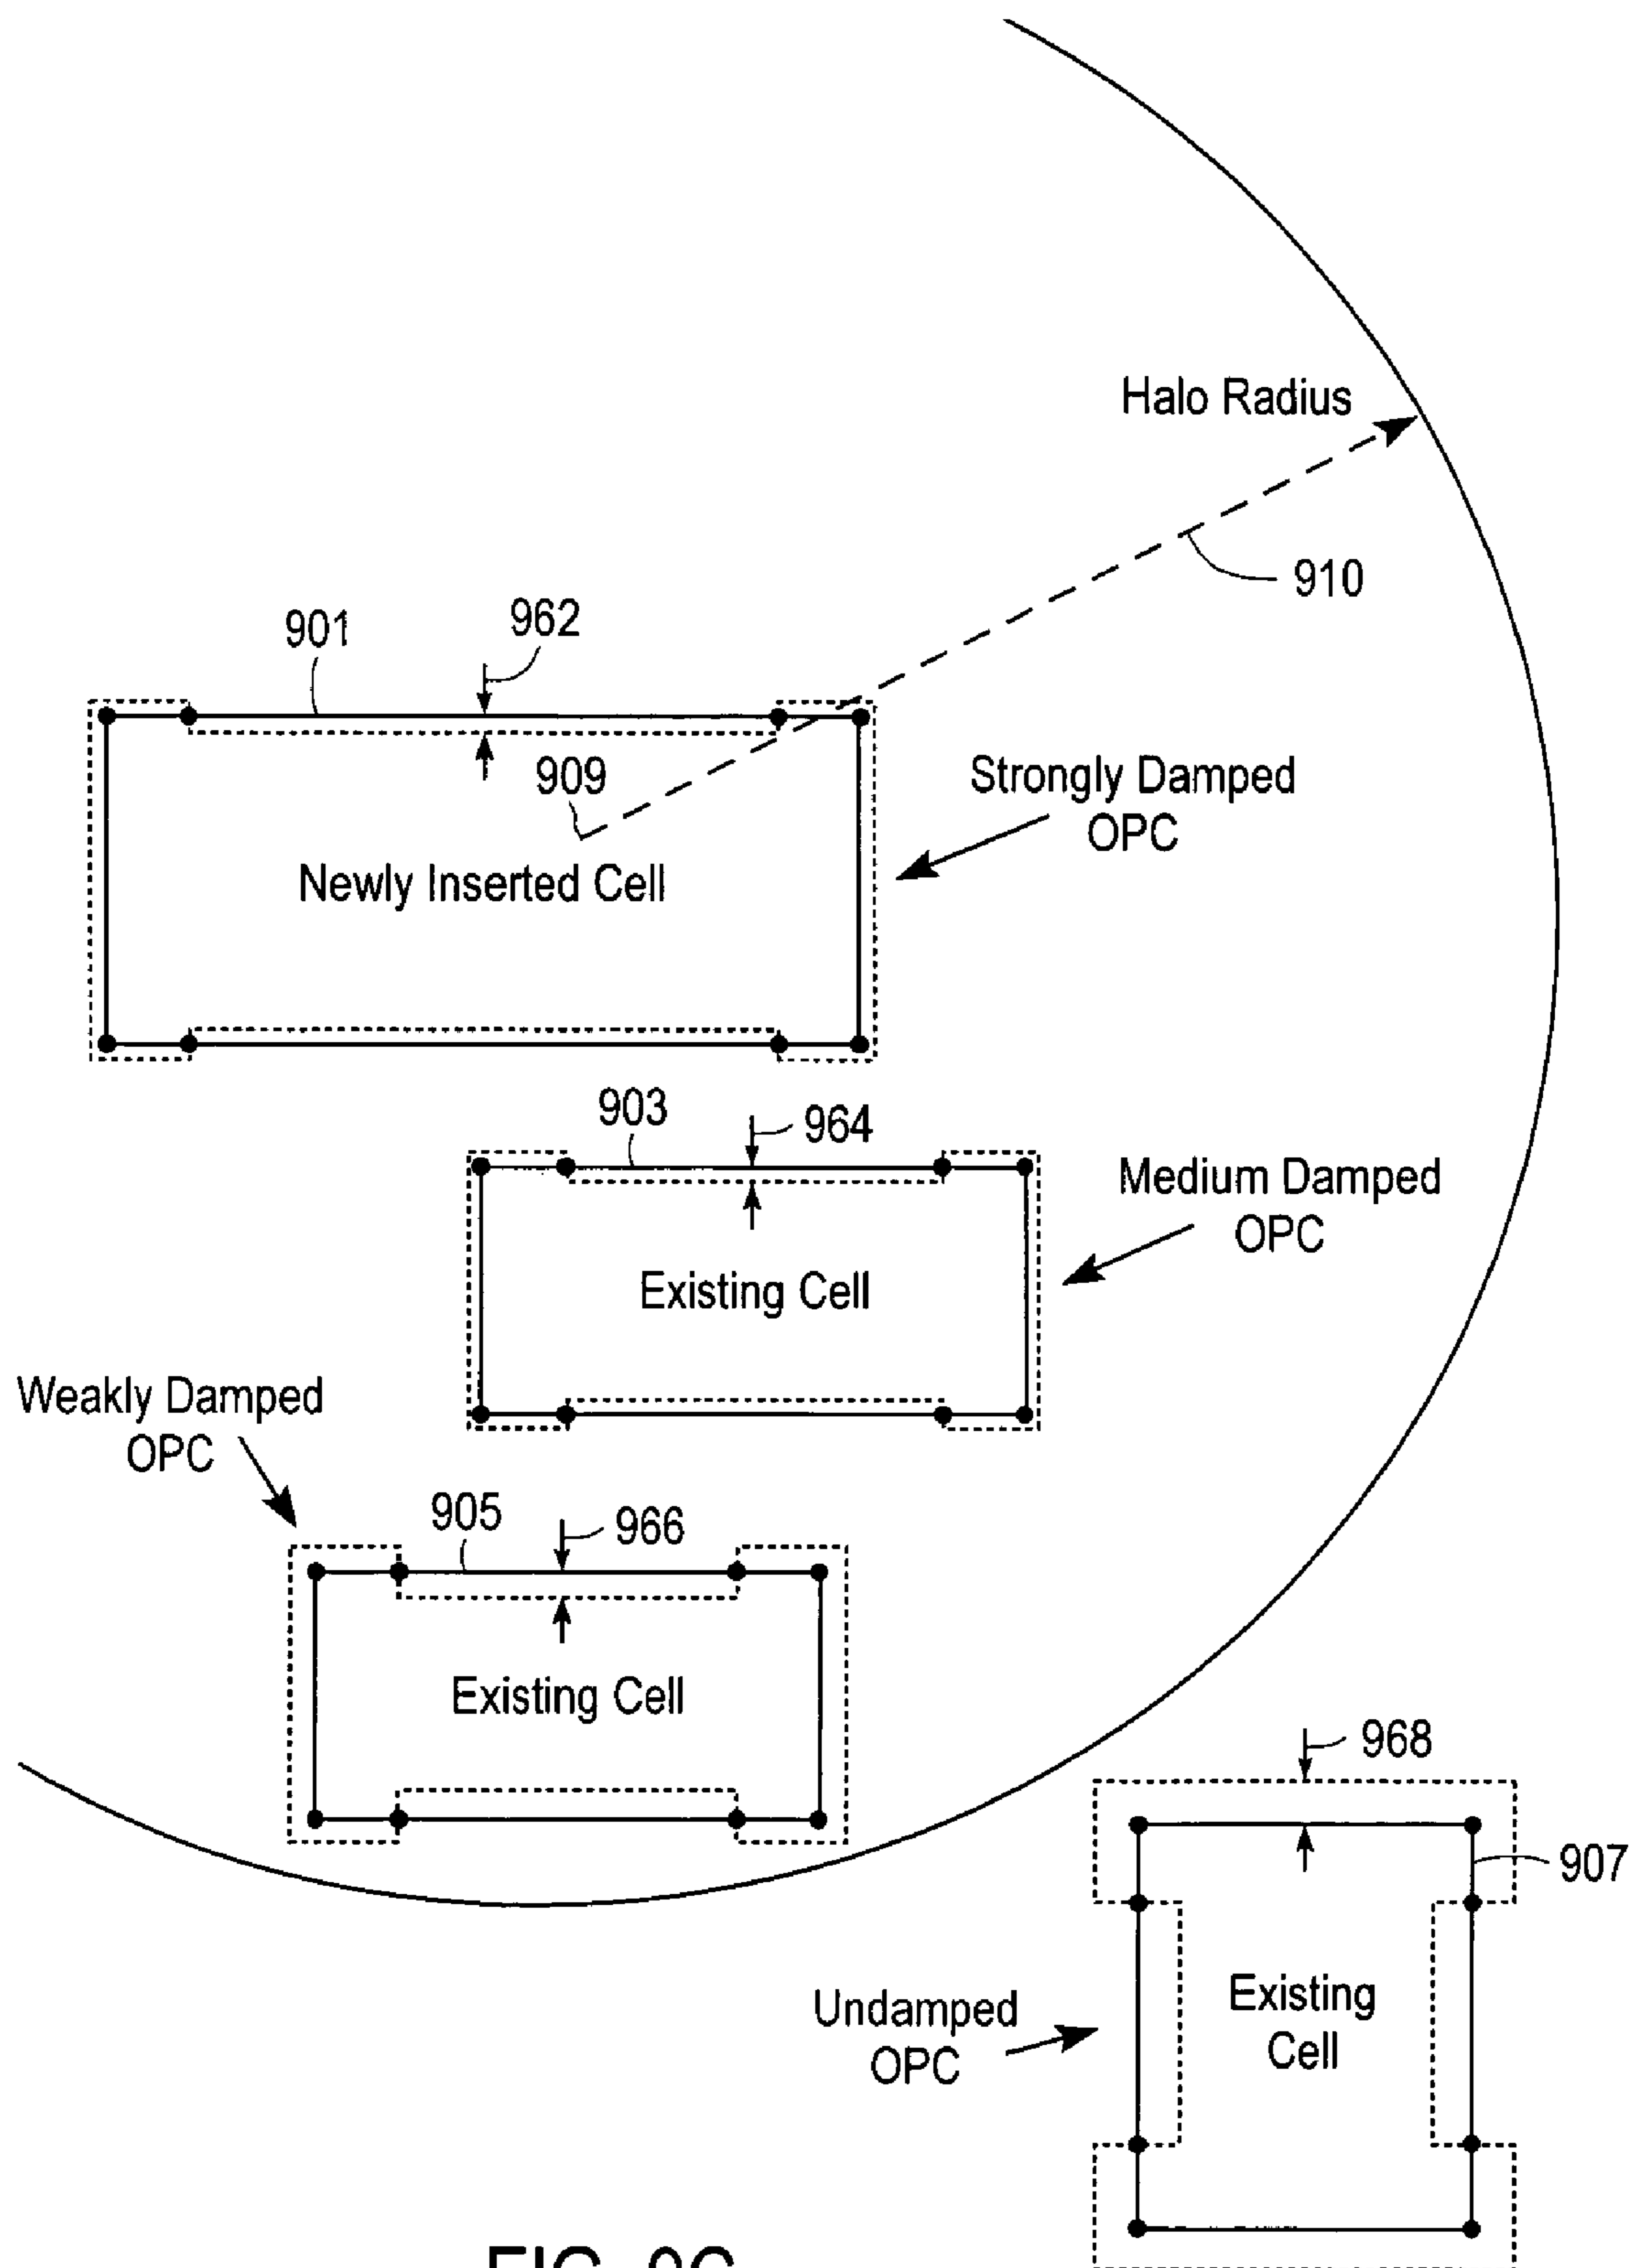 Halo Radius
910
901
962
909
Strongly Damped
OPC
Newly Inserted Cell
903
964
Medium Damped
OPC
Existing Cell
Weakly Damped
OPC
905
966
Existing Cell
968
907
Undamped
OPC
Existing
Cell